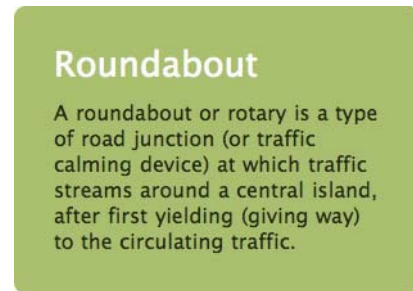 Roundabout
A roundabout or rotary is a type
of road junction (or traffic
calming device) at which traffic
streams around a central island,
after first yielding (giving way)
to the circulating traffic.